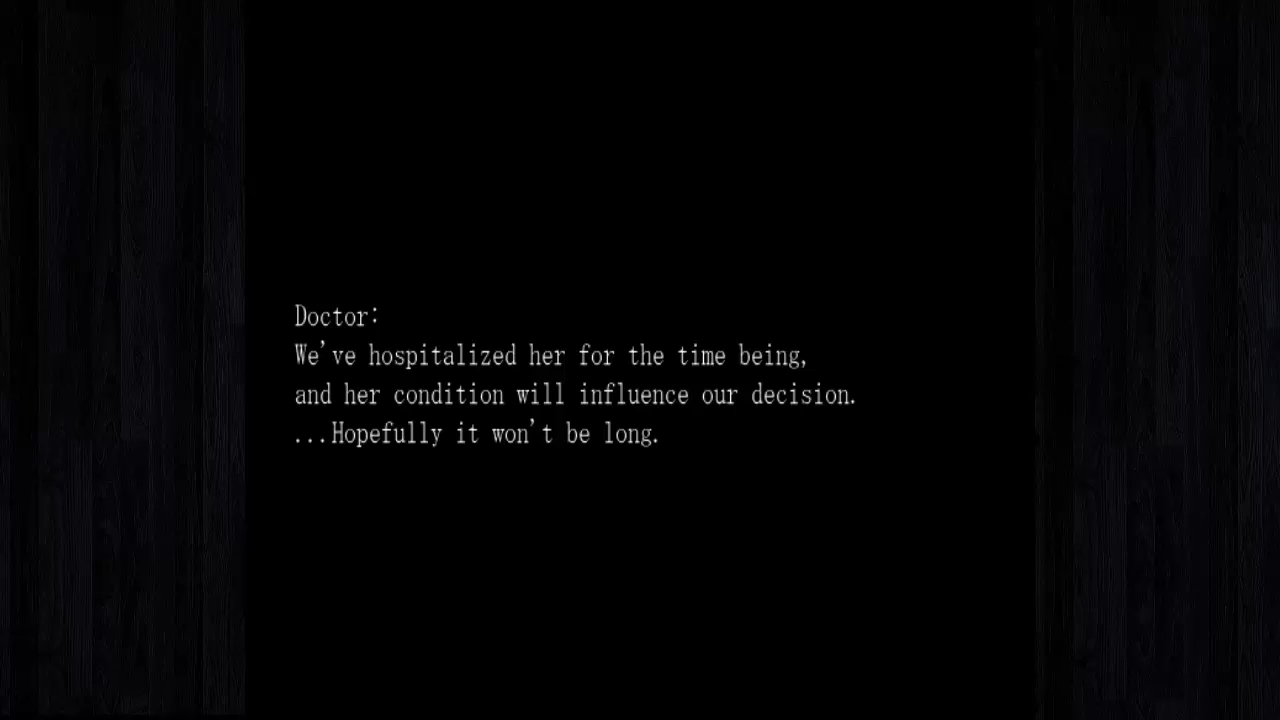 Doctor:
We've hospitalized her for the time being,
and her condition will influence our decision.
...Hopefully it won't be long.